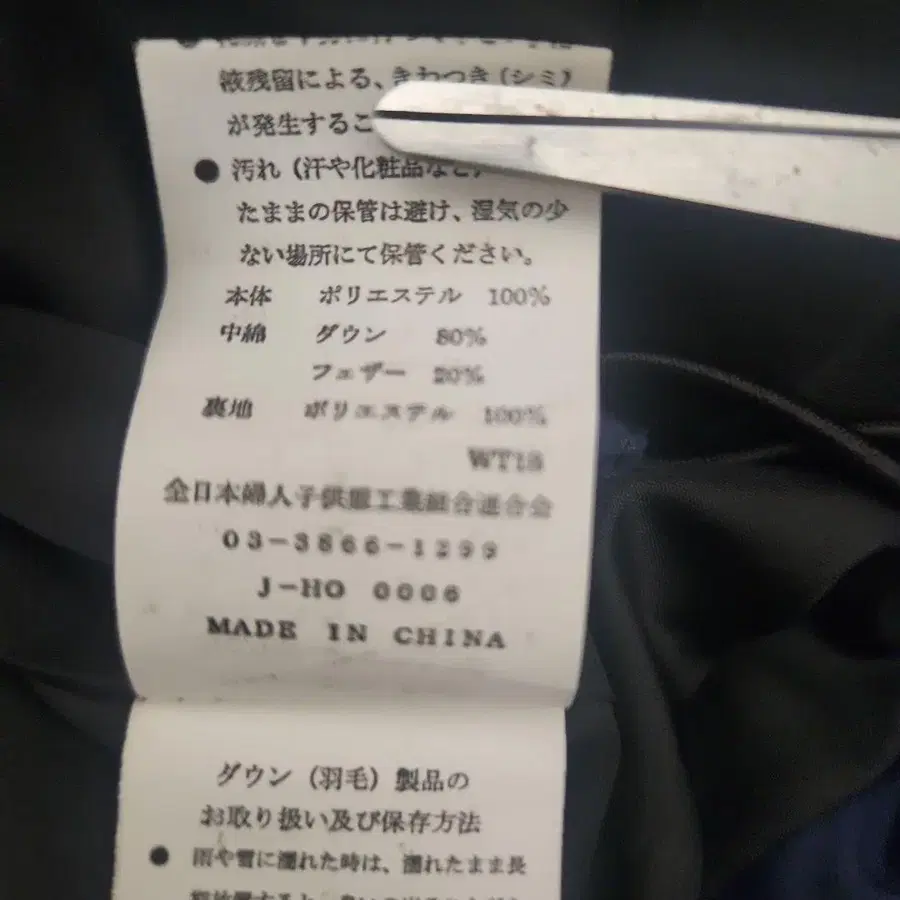 液残留による、きわつき（シミ）
が発生するこ
● 汚れ（汗や化粧品など
たままの保管は避け、湿気の少
ない場所にて保管ください。
本体 ポリエステル 100%
中綿 ダウン 80%
フェザー 20%
裏地 ポリエステル 100%
WT18
全日本婦人子供服工業組合連合会
03-3866-1299
J-HO 0006
MADE IN CHINA
ダウン（羽毛）製品の
お取り扱い及び保存方法
● 雨や雪に濡れた時は、濡れたまま長